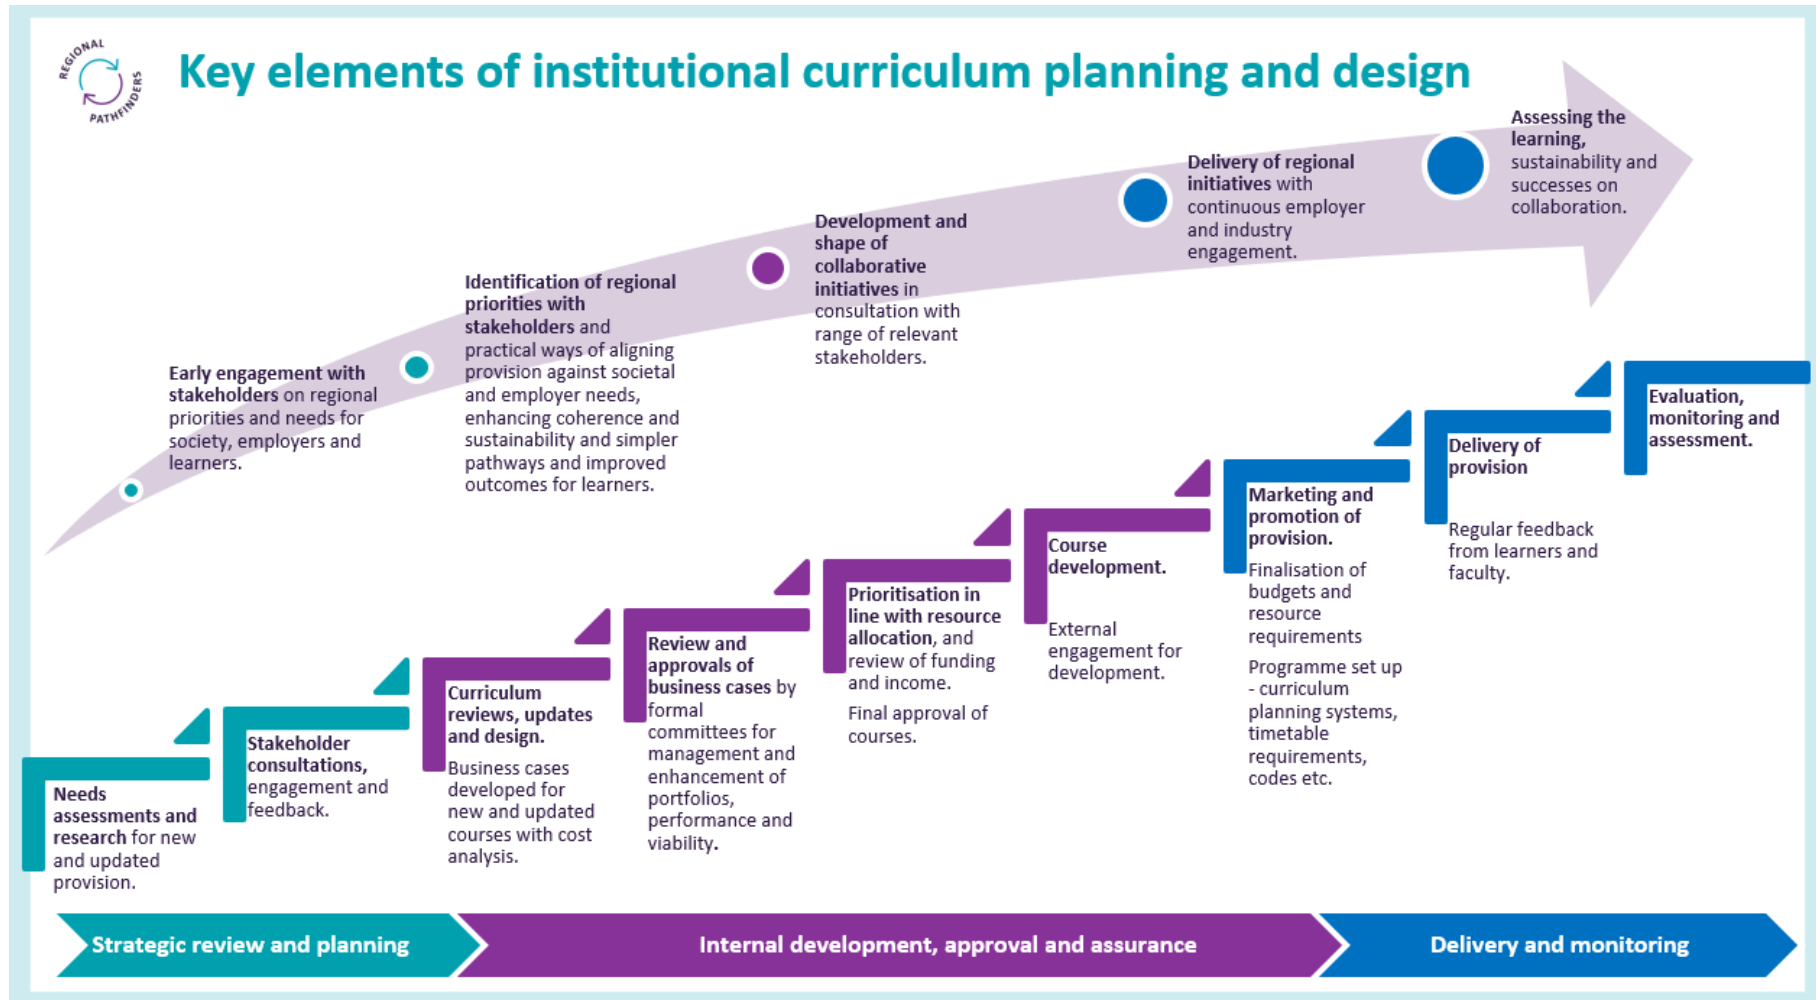 REGIONAL
PATHFINDERS
Key elements of institutional curriculum planning and design
Early engagement with
stakeholders on regional
priorities and needs for
society, employers and
learners.
Identification of regional
priorities with
stakeholders and
practical ways of aligning
provision against societal
and employer needs,
enhancing coherence and
sustainability and simpler
pathways and improved
outcomes for learners.
Development and
shape of
collaborative
initiatives in
consultation with
range of relevant
stakeholders.
Delivery of regional
initiatives with
continuous employer
and industry
engagement.
Assessing the
learning,
sustainability and
successes on
collaboration.
Needs
assessments and
research for new
and updated
provision.
Stakeholder
consultations,
engagement and
feedback.
Curriculum
reviews, updates
and design.
Business cases
developed for
new and updated
courses with cost
analysis.
Review and
approvals of
business cases by
formal
committees for
management and
enhancement of
portfolios,
performance and
viability.
Prioritisation in
line with resource
allocation, and
review of funding
and income.
Final approval of
courses.
Course
development.
External
engagement for
development.
Marketing and
promotion of
provision.
Finalisation of
budgets and
resource
requirements
Programme set up
- curriculum
planning systems,
timetable
requirements,
codes etc.
Delivery of
provision
Regular feedback
from learners and
faculty.
Evaluation,
monitoring and
assessment.
Strategic review and planning
Internal development, approval and assurance
Delivery and monitoring